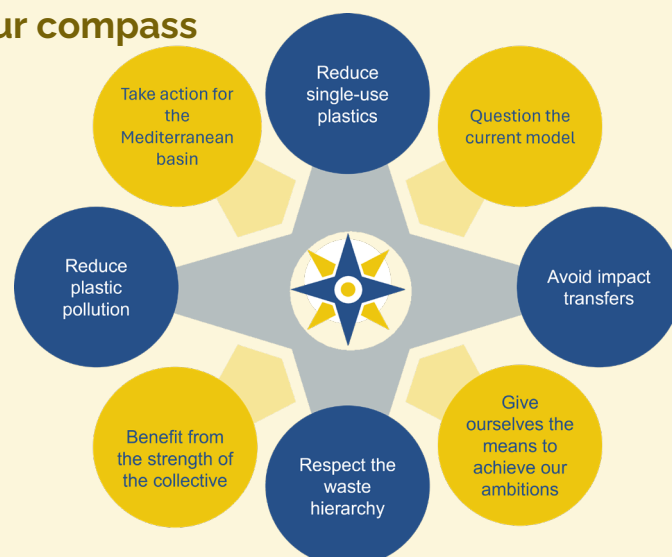 ur compass
Reduce
single-use
plastics
Take action for
the
Mediterranean
basin
Question the
current model
Reduce
plastic
pollution
Avoid impact
transfers
Benefit from
the strength of
the collective
Respect the
waste
hierarchy
Give
ourselves the
means to
achieve our
ambitions